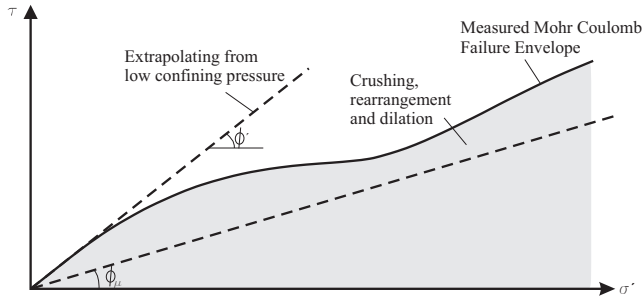 τ
Measured Mohr Coulomb
Failure Envelope
Extrapolating from
low confining pressure
Crushing,
rearrangement
and dilation
ϕ´
ϕμ
σ´